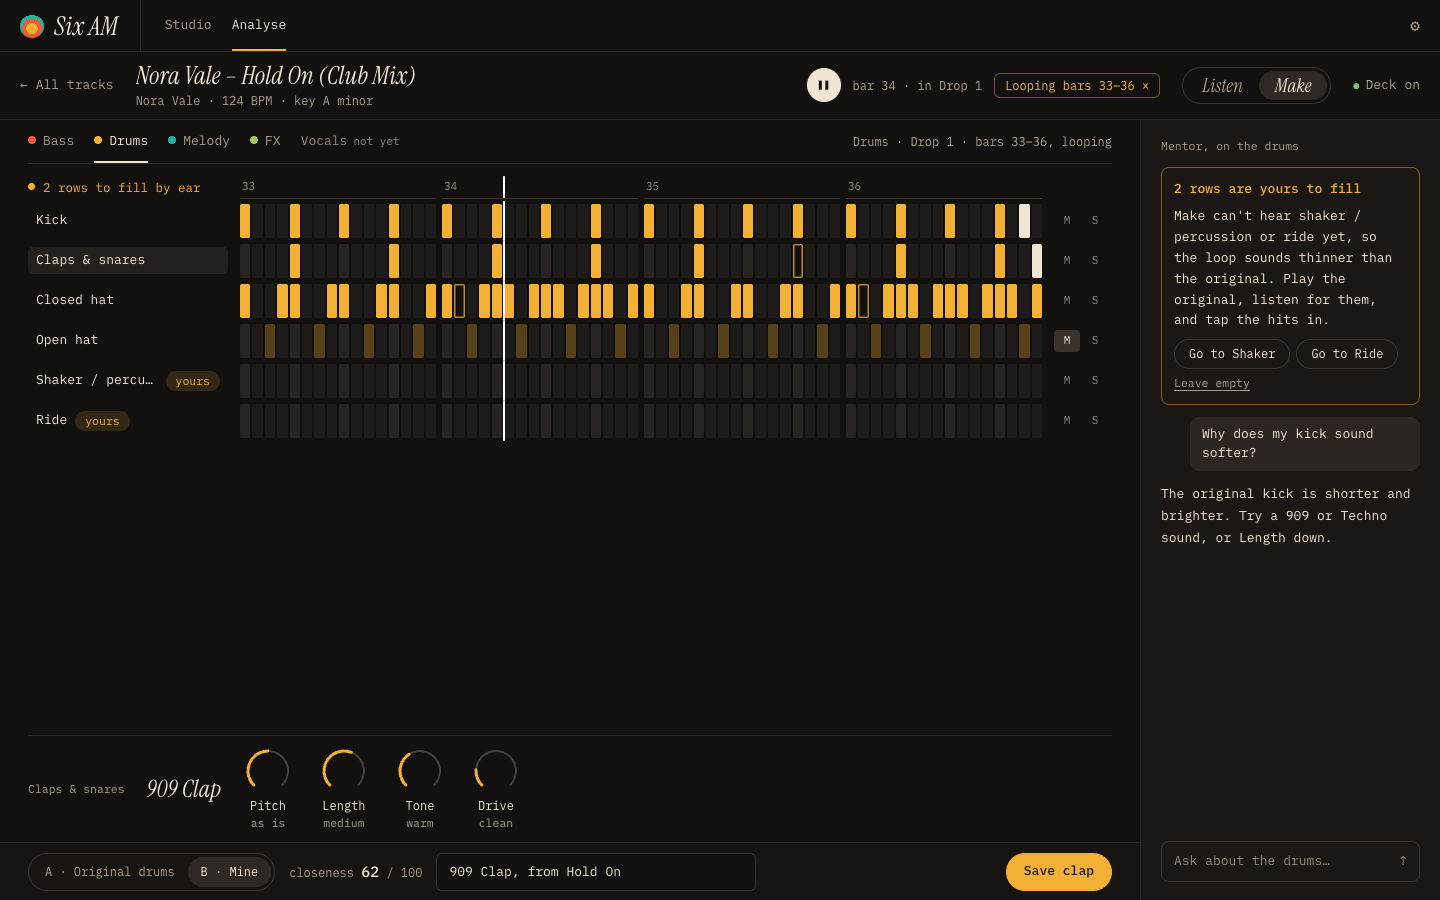 Six AM
Studio
Analyse
⚙
← All tracks
Nora Vale – Hold On (Club Mix)
Nora Vale · 124 BPM · key A minor
bar 34 · in Drop 1
Looping bars 33–36 ×
Listen
Make
Deck on
Bass
Drums
Melody
FX
Vocals not yet
Drums · Drop 1 · bars 33–36, looping
2 rows to fill by ear
33
34
35
36
Kick
M
S
Claps & snares
M
S
Closed hat
M
S
Open hat
M
S
Shaker / percu…
yours
M
S
Ride
yours
M
S
Claps & snares
909 Clap
Pitch
as is
Length
medium
Tone
warm
Drive
clean
A · Original drums
B · Mine
closeness 62 / 100
909 Clap, from Hold On
Save clap
Mentor, on the drums
2 rows are yours to fill
Make can't hear shaker /
percussion or ride yet, so
the loop sounds thinner than
the original. Play the
original, listen for them,
and tap the hits in.
Go to Shaker
Go to Ride
Leave empty
Why does my kick sound
softer?
The original kick is shorter and
brighter. Try a 909 or Techno
sound, or Length down.
Ask about the drums…
↑